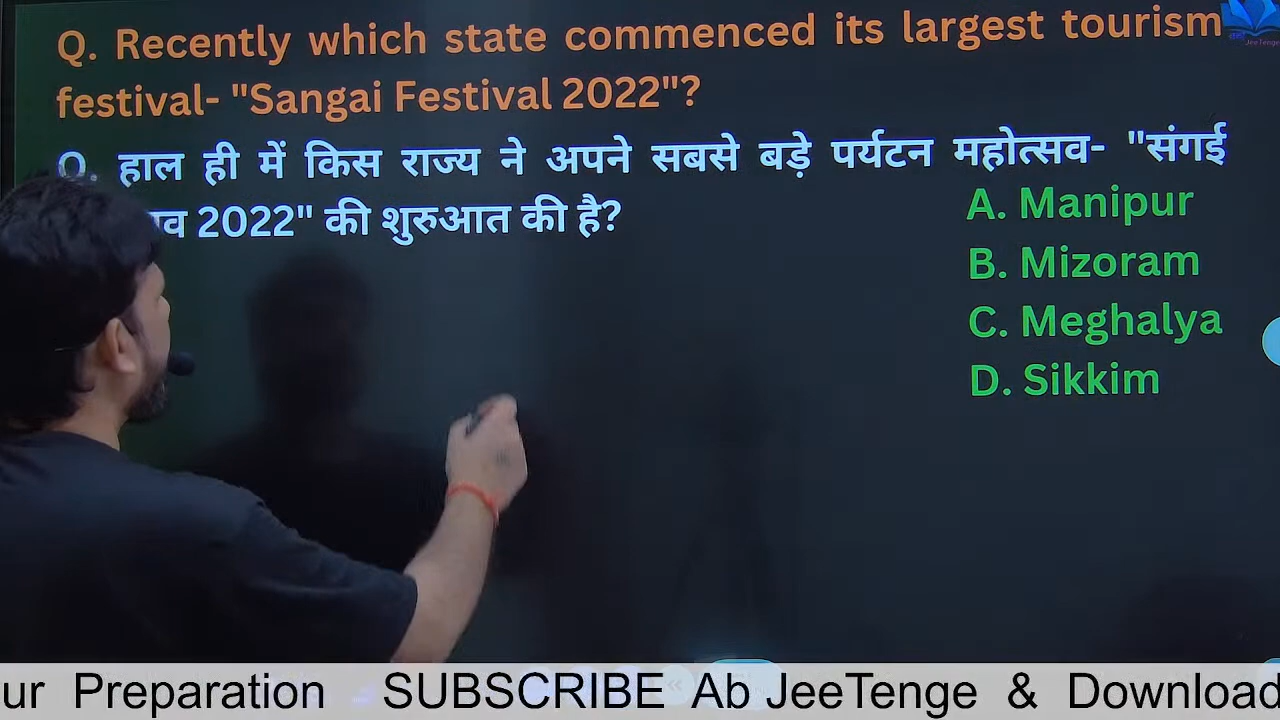 Q. Recently which state commenced its largest tourism
festival- "Sangai Festival 2022"?
Q. हाल ही में किस राज्य ने अपने सबसे बड़े पर्यटन महोत्सव- "संगई
2022" की शुरुआत की है?
A. Manipur
B. Mizoram
C. Meghalya
D. Sikkim
JeeTenge
ur Preparation SUBSCRIBE Ab JeeTenge & Download